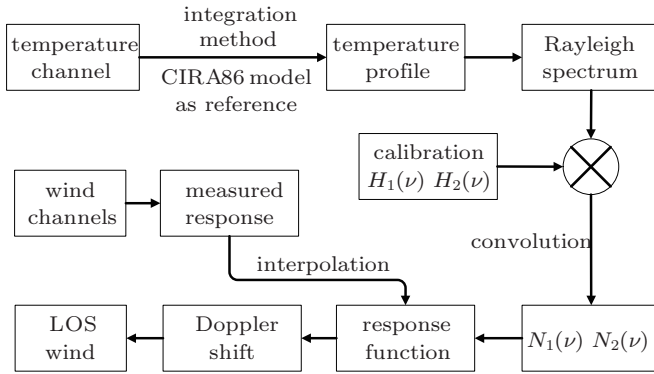 temperature
channel
integration
method
CIRA86 model
as reference
temperature
profile
Rayleigh
spectrum
calibration
H₁(ν) H₂(ν)
wind
channels
measured
response
convolution
interpolation
LOS
wind
Doppler
shift
response
function
N₁(ν) N₂(ν)